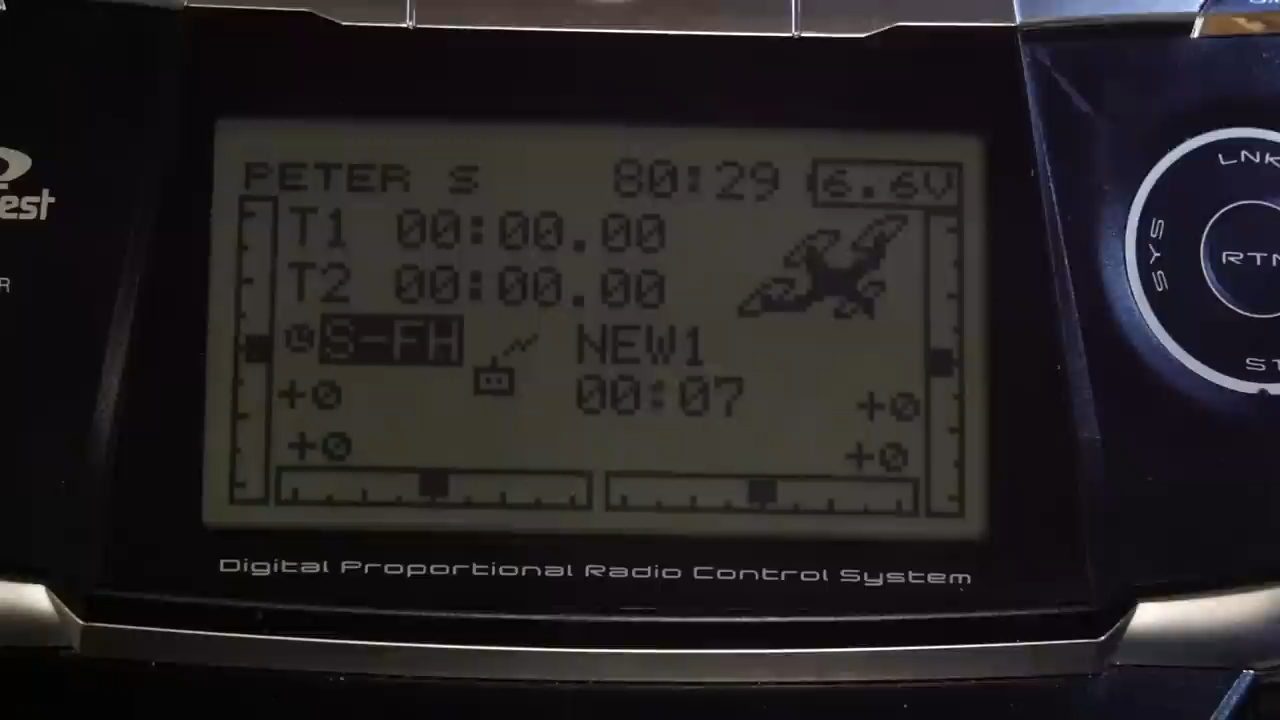 PETER S 80:29 6.6V
T1 00:00.00
T2 00:00.00
S-FH NEW1
00:07
+0 +0
+0 +0
Digital Proportional Radio Control System
est
R
LNK
SYS
RTN
ST